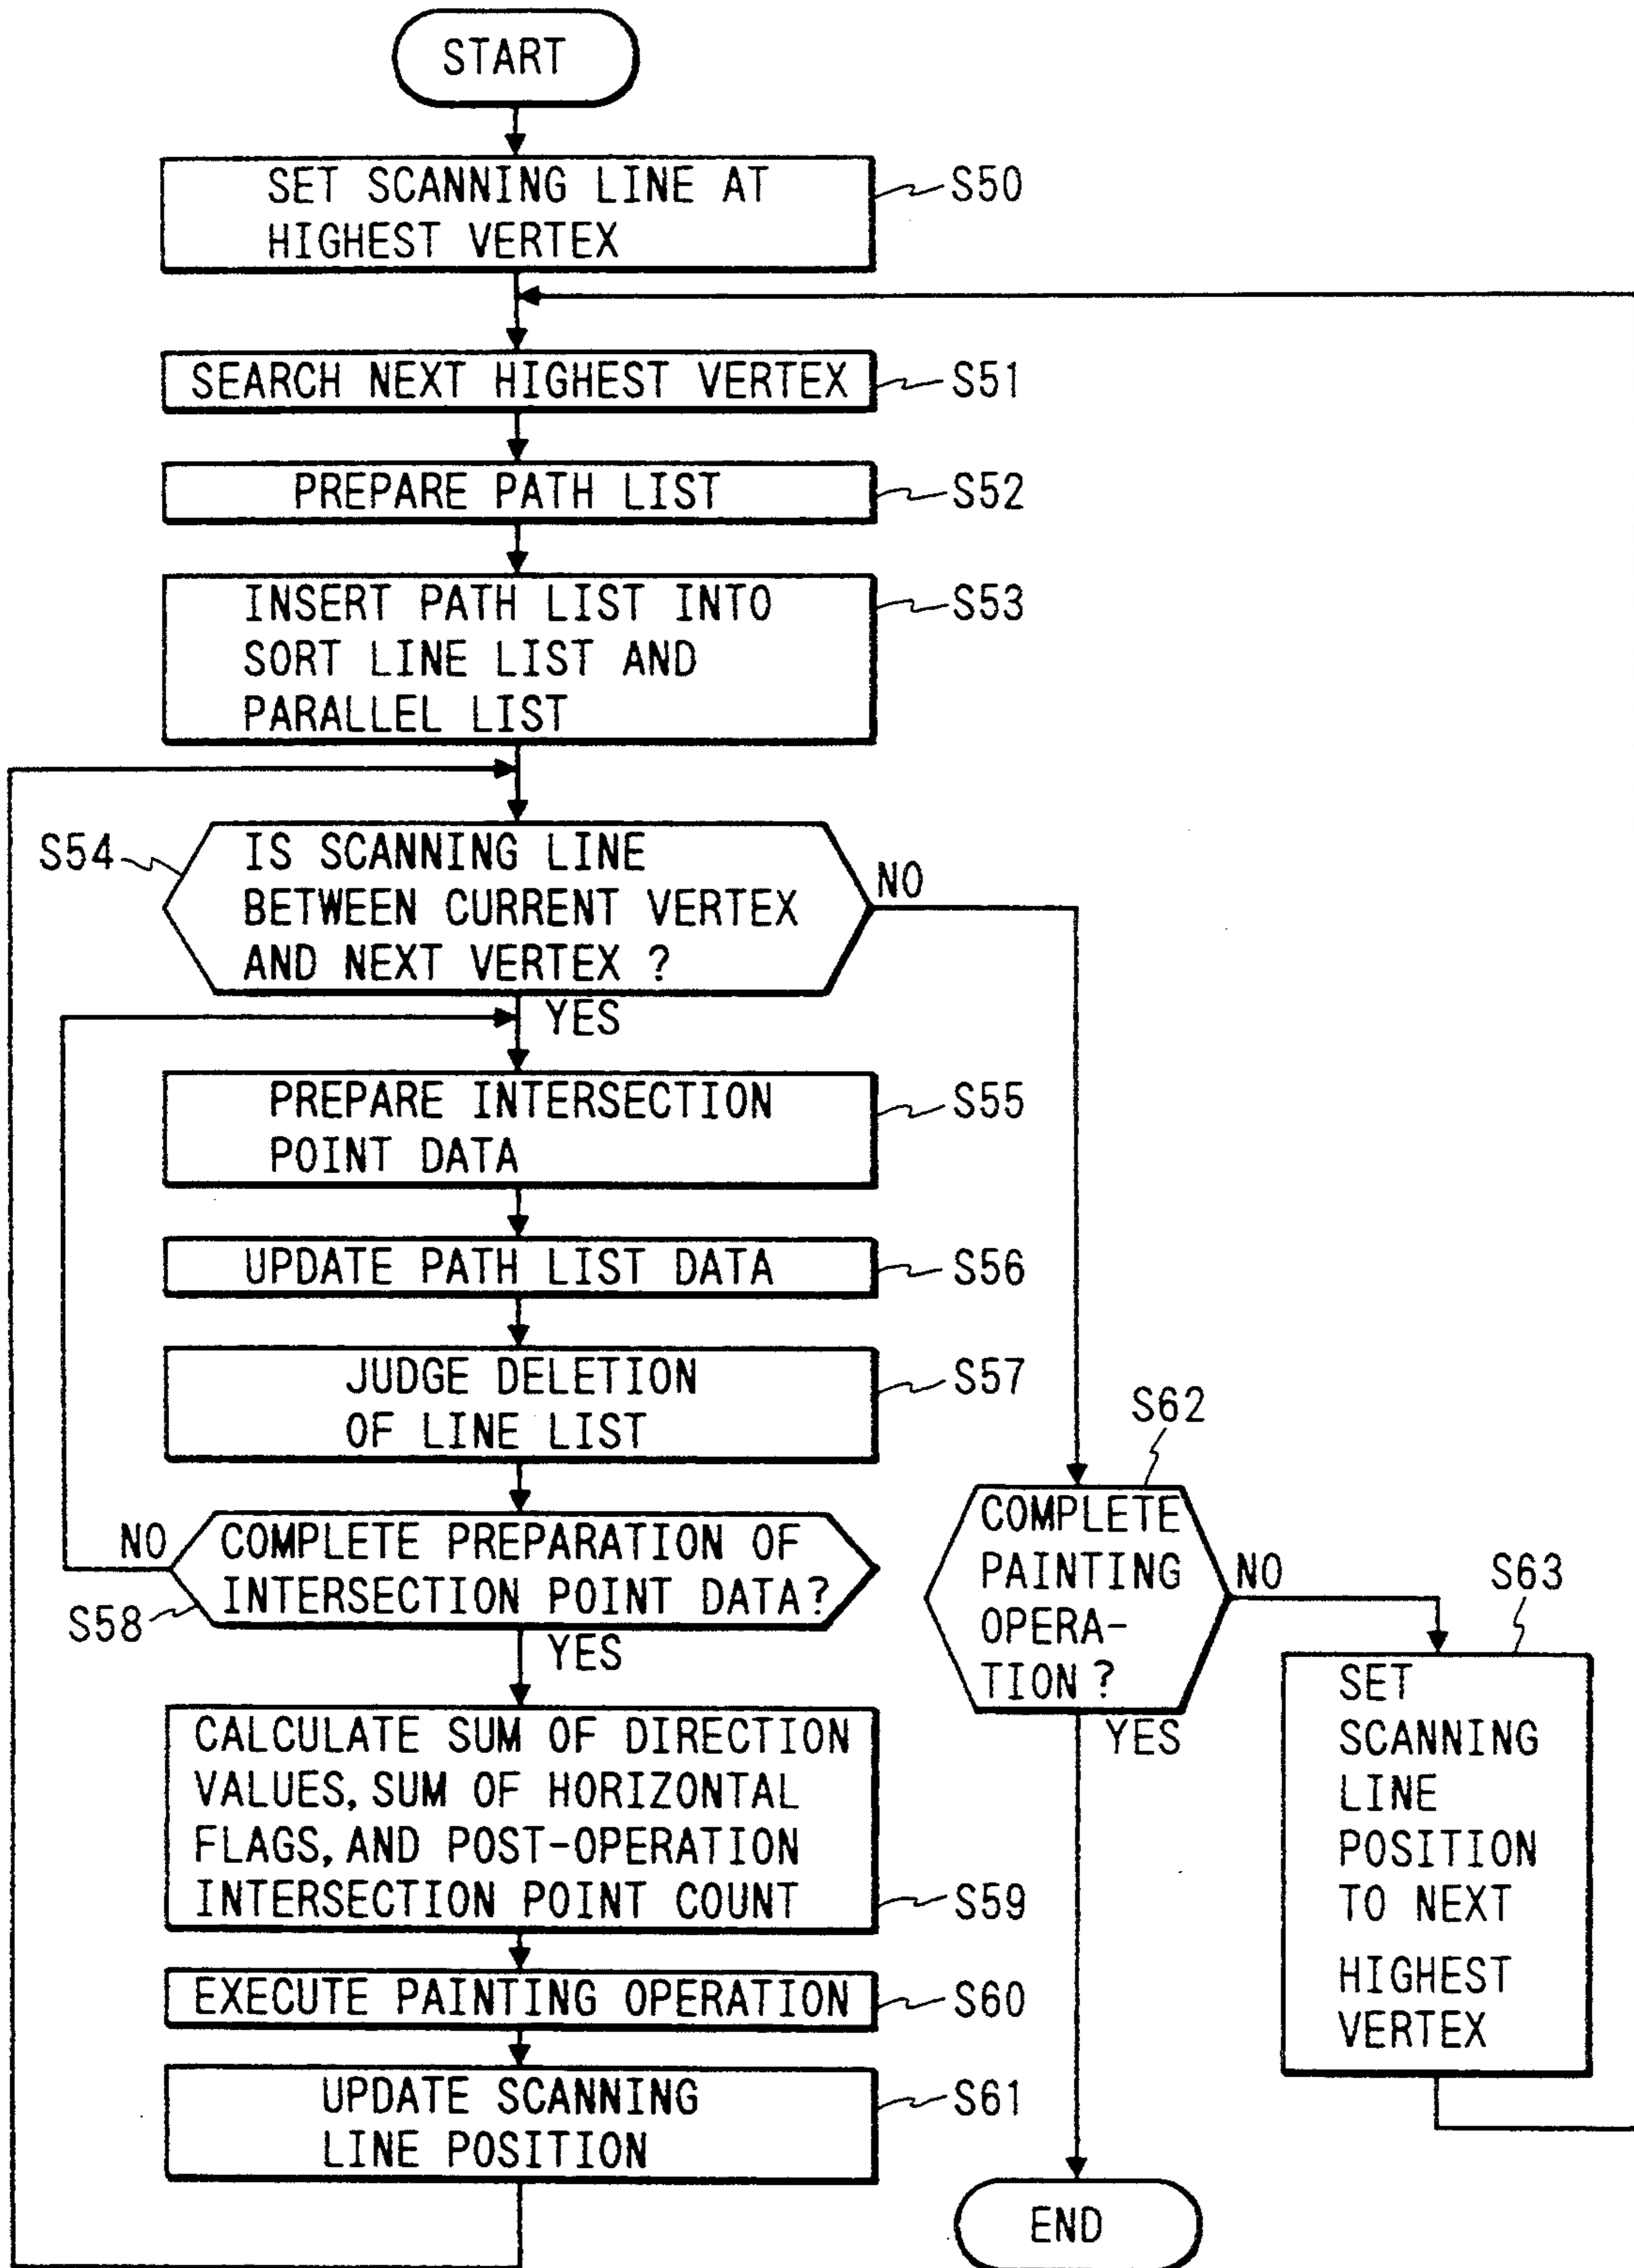 START
SET SCANNING LINE AT
HIGHEST VERTEX
S50
SEARCH NEXT HIGHEST VERTEX
S51
PREPARE PATH LIST
S52
INSERT PATH LIST INTO
SORT LINE LIST AND
PARALLEL LIST
S53
S54
IS SCANNING LINE
BETWEEN CURRENT VERTEX
AND NEXT VERTEX ?
NO
YES
PREPARE INTERSECTION
POINT DATA
S55
UPDATE PATH LIST DATA
S56
JUDGE DELETION
OF LINE LIST
S57
NO
COMPLETE PREPARATION OF
INTERSECTION POINT DATA?
S58
YES
CALCULATE SUM OF DIRECTION
VALUES, SUM OF HORIZONTAL
FLAGS, AND POST-OPERATION
INTERSECTION POINT COUNT
S59
EXECUTE PAINTING OPERATION
S60
UPDATE SCANNING
LINE POSITION
S61
S62
COMPLETE
PAINTING
OPERA-
TION ?
NO
YES
S63
SET
SCANNING
LINE
POSITION
TO NEXT
HIGHEST
VERTEX
END